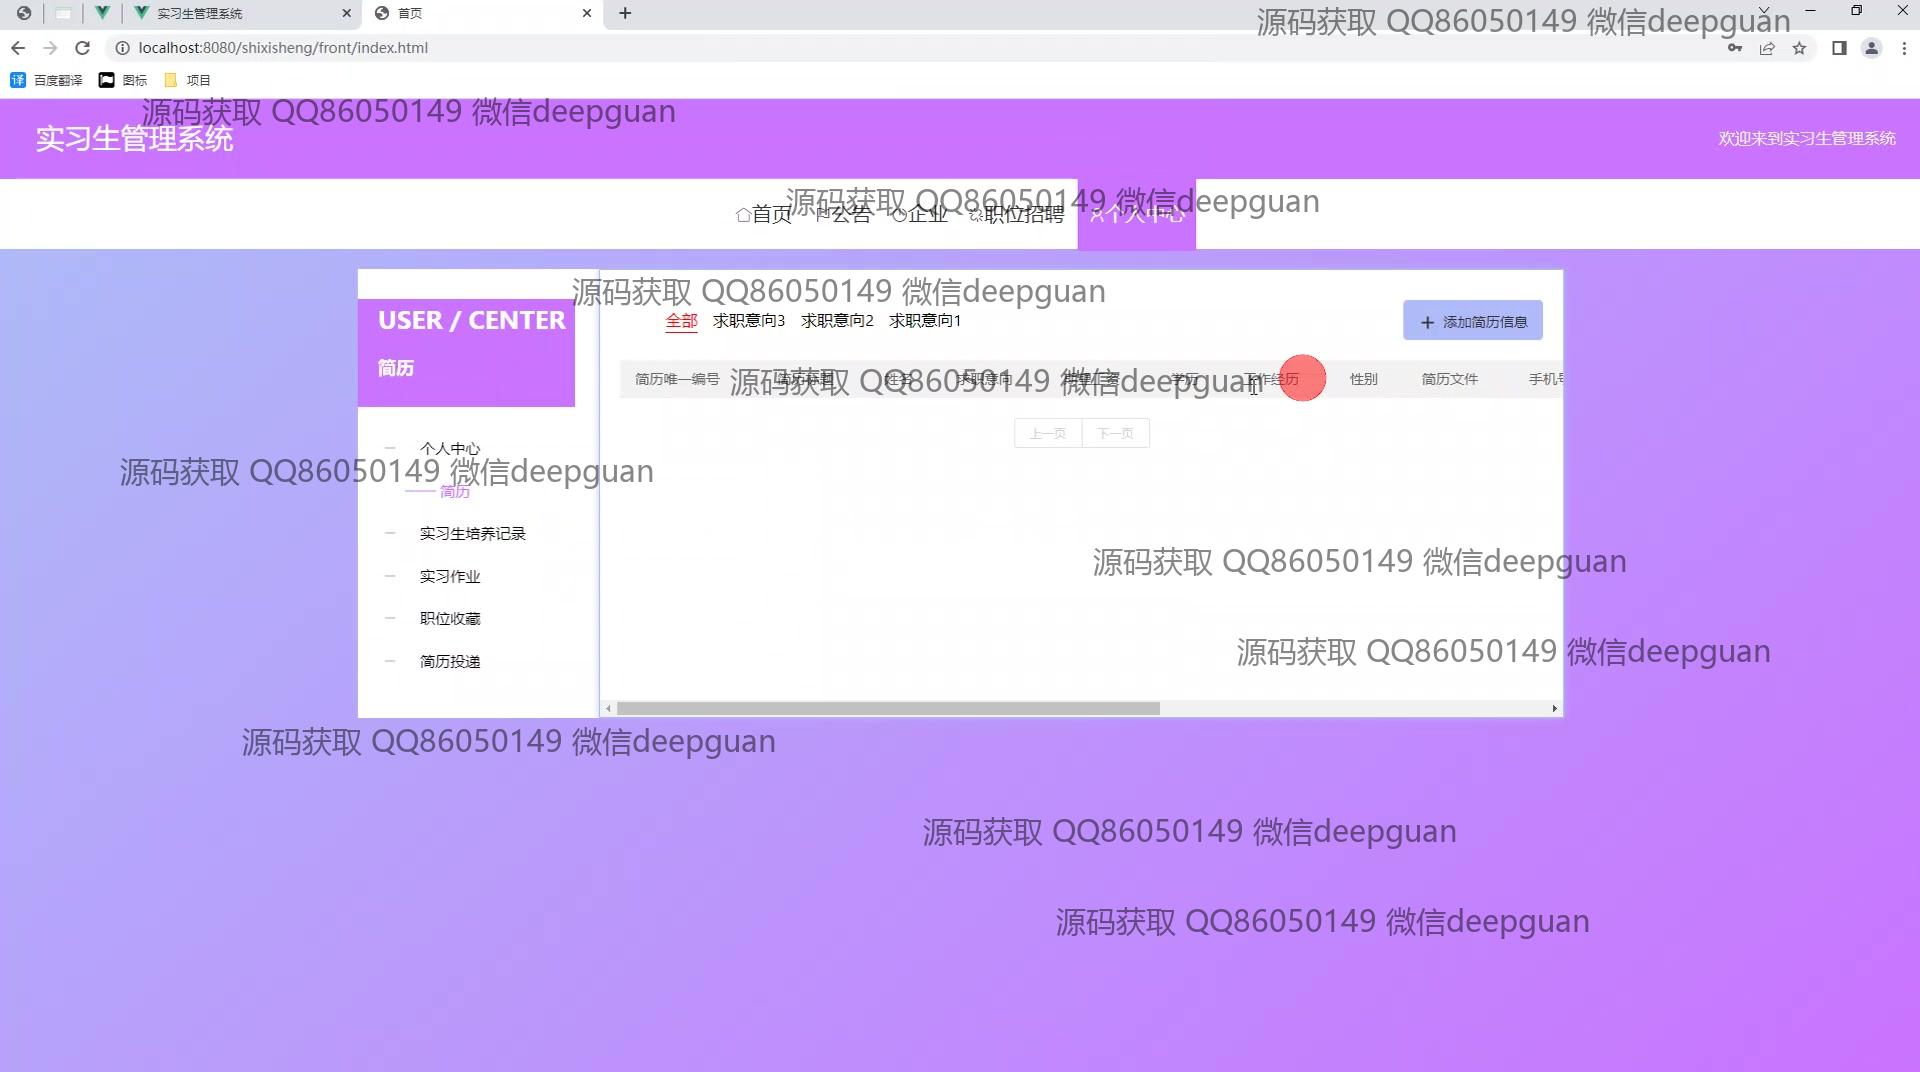 实习生管理系统
首页
源码获取 QQ86050149 微信deepguan
localhost:8080/shixisheng/front/index.html
百度翻译
图标
项目
源码获取 QQ86050149 微信deepguan
实习生管理系统
欢迎来到实习生管理系统
源码获取 QQ86050149 微信deepguan
首页 公告 企业 职位招聘 个人中心
源码获取 QQ86050149 微信deepguan
USER / CENTER
简历
全部 求职意向3 求职意向2 求职意向1
添加简历信息
简历唯一编号 简历标题 姓名 求职意向 期望工资 学历 工作经历 性别 简历文件 手机号
源码获取 QQ86050149 微信deepguan
上一页 下一页
个人中心
源码获取 QQ86050149 微信deepguan
简历
实习生培养记录
源码获取 QQ86050149 微信deepguan
实习作业
职位收藏
源码获取 QQ86050149 微信deepguan
简历投递
源码获取 QQ86050149 微信deepguan
源码获取 QQ86050149 微信deepguan
源码获取 QQ86050149 微信deepguan